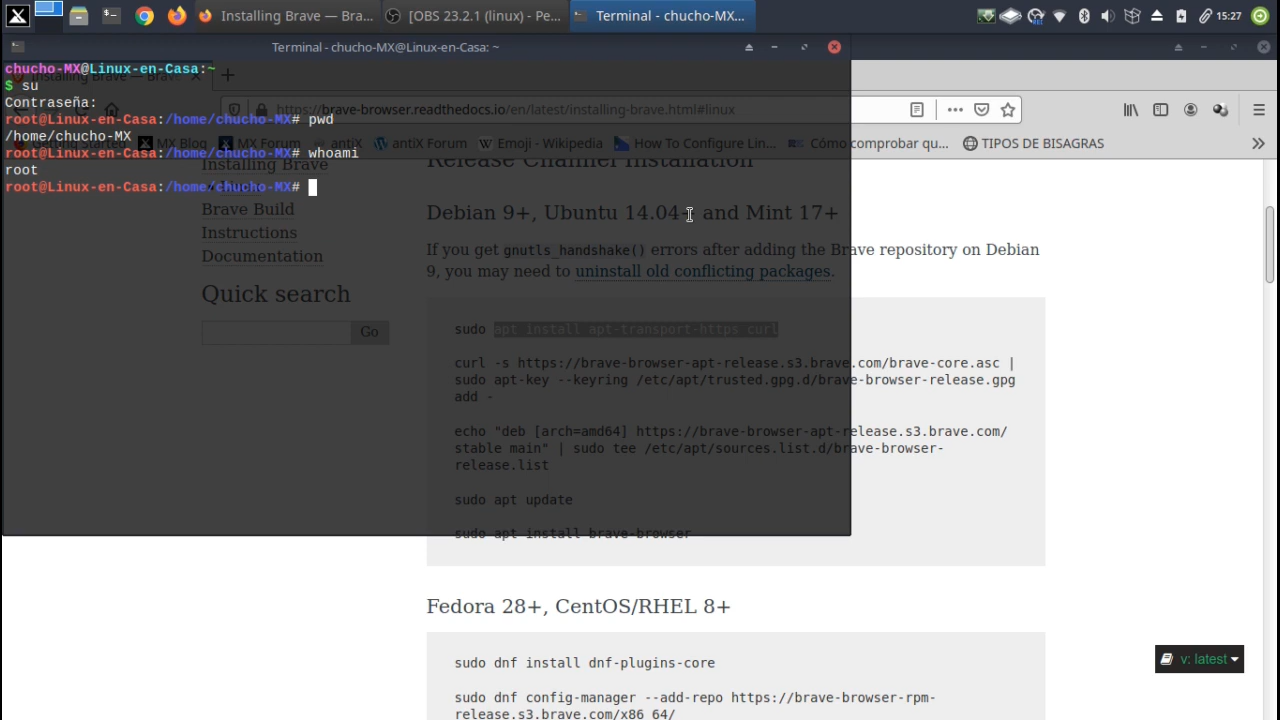 Installing Brave — Bra...
[OBS 23.2.1 (linux) - Pe...
Terminal - chucho-MX...
15:27
Terminal - chucho-MX@Linux-en-Casa: ~
chucho-MX@Linux-en-Casa:~
$ su
Contraseña:
root@Linux-en-Casa:/home/chucho-MX# pwd
/home/chucho-MX
root@Linux-en-Casa:/home/chucho-MX# whoami
root
root@Linux-en-Casa:/home/chucho-MX#
https://brave-browser.readthedocs.io/en/latest/installing-brave.html#linux
Getting Started
MX Blog
MX Forum
antiX
antiX Forum
Emoji - Wikipedia
How To Configure Lin...
Cómo comprobar qu...
TIPOS DE BISAGRAS
Installing Brave
Brave Build
Instructions
Documentation
Quick search
Go
Release Channel Installation
Debian 9+, Ubuntu 14.04+ and Mint 17+
If you get gnutls_handshake() errors after adding the Brave repository on Debian
9, you may need to uninstall old conflicting packages.
sudo apt install apt-transport-https curl
curl -s https://brave-browser-apt-release.s3.brave.com/brave-core.asc |
sudo apt-key --keyring /etc/apt/trusted.gpg.d/brave-browser-release.gpg
add -
echo "deb [arch=amd64] https://brave-browser-apt-release.s3.brave.com/
stable main" | sudo tee /etc/apt/sources.list.d/brave-browser-
release.list
sudo apt update
sudo apt install brave-browser
Fedora 28+, CentOS/RHEL 8+
sudo dnf install dnf-plugins-core
sudo dnf config-manager --add-repo https://brave-browser-rpm-
release.s3.brave.com/x86_64/
v: latest